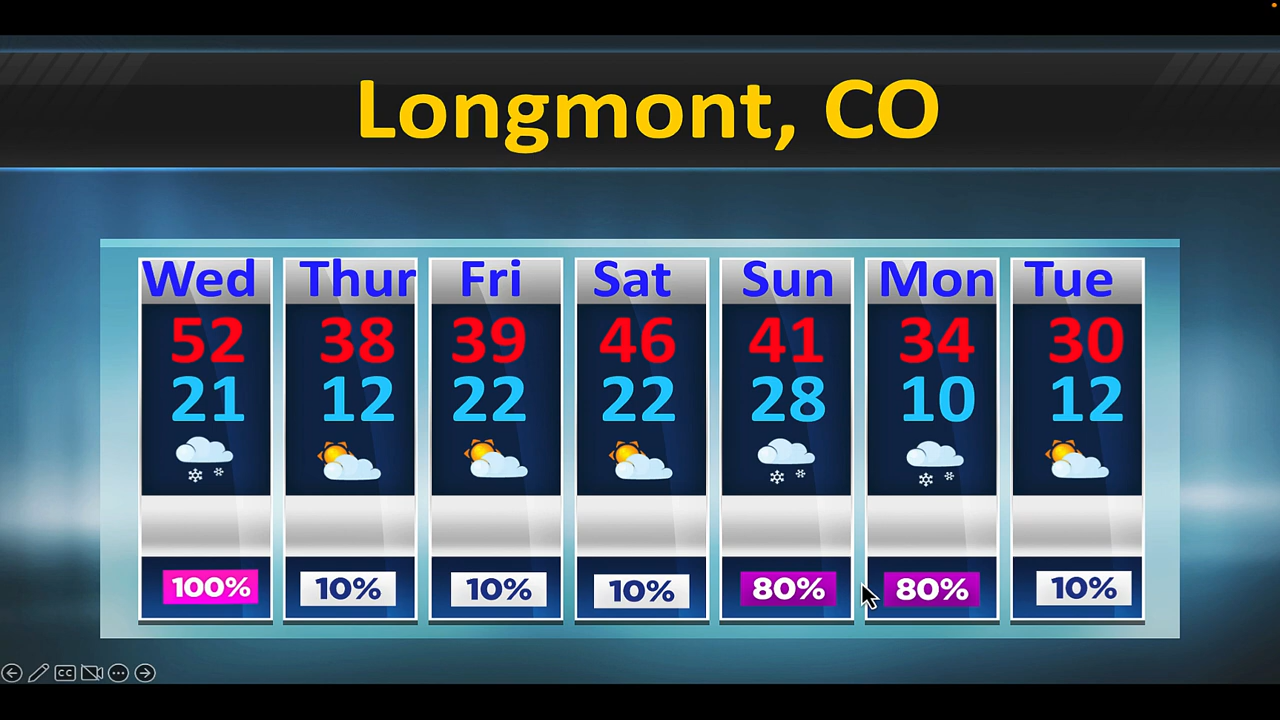 Longmont, CO
Wed Thur Fri Sat Sun Mon Tue
52 38 39 46 41 34 30
21 12 22 22 28 10 12
100% 10% 10% 10% 80% 80% 10%
CC